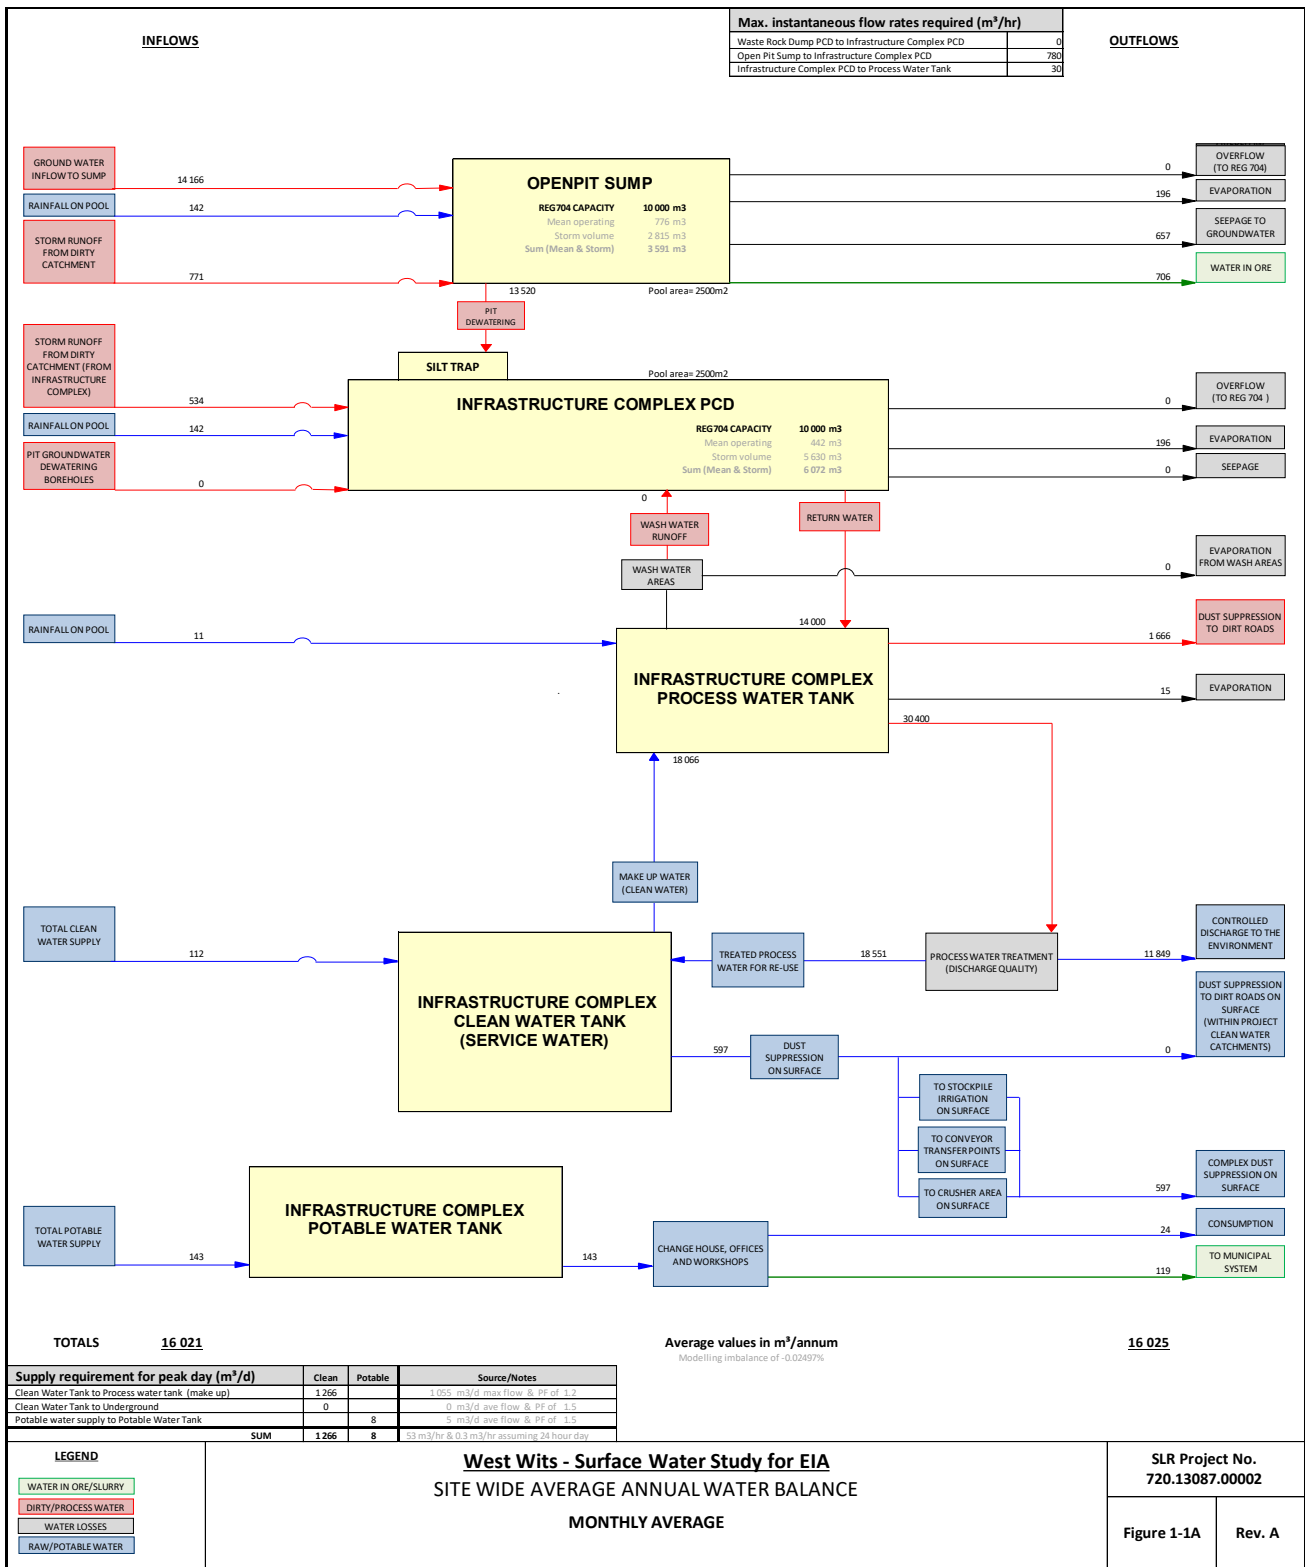 INFLOWS
Max. instantaneous flow rates required (m³/hr)
Waste Rock Dump PCD to Infrastructure Complex PCD 0
Open Pit Sump to Infrastructure Complex PCD 780
Infrastructure Complex PCD to Process Water Tank 30
OUTFLOWS
GROUND WATER
INFLOW TO SUMP
14 166
RAINFALL ON POOL
142
STORM RUNOFF
FROM DIRTY
CATCHMENT
771
OPENPIT SUMP
REG704 CAPACITY 10 000 m3
Mean operating 776 m3
Storm volume 2 815 m3
Sum (Mean & Storm) 3 591 m3
Pool area= 2500m2
0
OVERFLOW
(TO REG 704)
196
EVAPORATION
657
SEEPAGE TO
GROUNDWATER
706
WATER IN ORE
13 520
PIT
DEWATERING
STORM RUNOFF
FROM DIRTY
CATCHMENT (FROM
INFRASTRUCTURE
COMPLEX)
534
RAINFALL ON POOL
142
PIT GROUNDWATER
DEWATERING
BOREHOLES
0
SILT TRAP
Pool area= 2500m2
INFRASTRUCTURE COMPLEX PCD
REG704 CAPACITY 10 000 m3
Mean operating 442 m3
Storm volume 5 630 m3
Sum (Mean & Storm) 6 072 m3
0
OVERFLOW
(TO REG 704 )
196
EVAPORATION
0
SEEPAGE
0
WASH WATER
RUNOFF
RETURN WATER
WASH WATER
AREAS
0
EVAPORATION
FROM WASH AREAS
RAINFALL ON POOL
11
14 000
INFRASTRUCTURE COMPLEX
PROCESS WATER TANK
1 666
DUST SUPPRESSION
TO DIRT ROADS
15
EVAPORATION
30 400
18 066
MAKE UP WATER
(CLEAN WATER)
TOTAL CLEAN
WATER SUPPLY
112
INFRASTRUCTURE COMPLEX
CLEAN WATER TANK
(SERVICE WATER)
TREATED PROCESS
WATER FOR RE-USE
18 551
PROCESS WATER TREATMENT
(DISCHARGE QUALITY)
11 849
CONTROLLED
DISCHARGE TO THE
ENVIRONMENT
597
DUST
SUPPRESSION
ON SURFACE
0
DUST SUPPRESSION
TO DIRT ROADS ON
SURFACE
(WITHIN PROJECT
CLEAN WATER
CATCHMENTS)
TO STOCKPILE
IRRIGATION
ON SURFACE
TO CONVEYOR
TRANSFER POINTS
ON SURFACE
TO CRUSHER AREA
ON SURFACE
597
COMPLEX DUST
SUPPRESSION ON
SURFACE
TOTAL POTABLE
WATER SUPPLY
143
INFRASTRUCTURE COMPLEX
POTABLE WATER TANK
143
CHANGE HOUSE, OFFICES
AND WORKSHOPS
24
CONSUMPTION
119
TO MUNICIPAL
SYSTEM
TOTALS 16 021
Average values in m³/annum
Modelling imbalance of -0.02497%
16 025
Supply requirement for peak day (m³/d) Clean Potable Source/Notes
Clean Water Tank to Process water tank (make up) 1 266 1 055 m3/d max flow & PF of 1.2
Clean Water Tank to Underground 0 0 m3/d ave flow & PF of 1.5
Potable water supply to Potable Water Tank 8 5 m3/d ave flow & PF of 1.5
SUM 1 266 8 53 m3/hr & 0.3 m3/hr assuming 24 hour day
LEGEND
WATER IN ORE/SLURRY
DIRTY/PROCESS WATER
WATER LOSSES
RAW/POTABLE WATER
West Wits - Surface Water Study for EIA
SITE WIDE AVERAGE ANNUAL WATER BALANCE
MONTHLY AVERAGE
SLR Project No.
720.13087.00002
Figure 1-1A
Rev. A